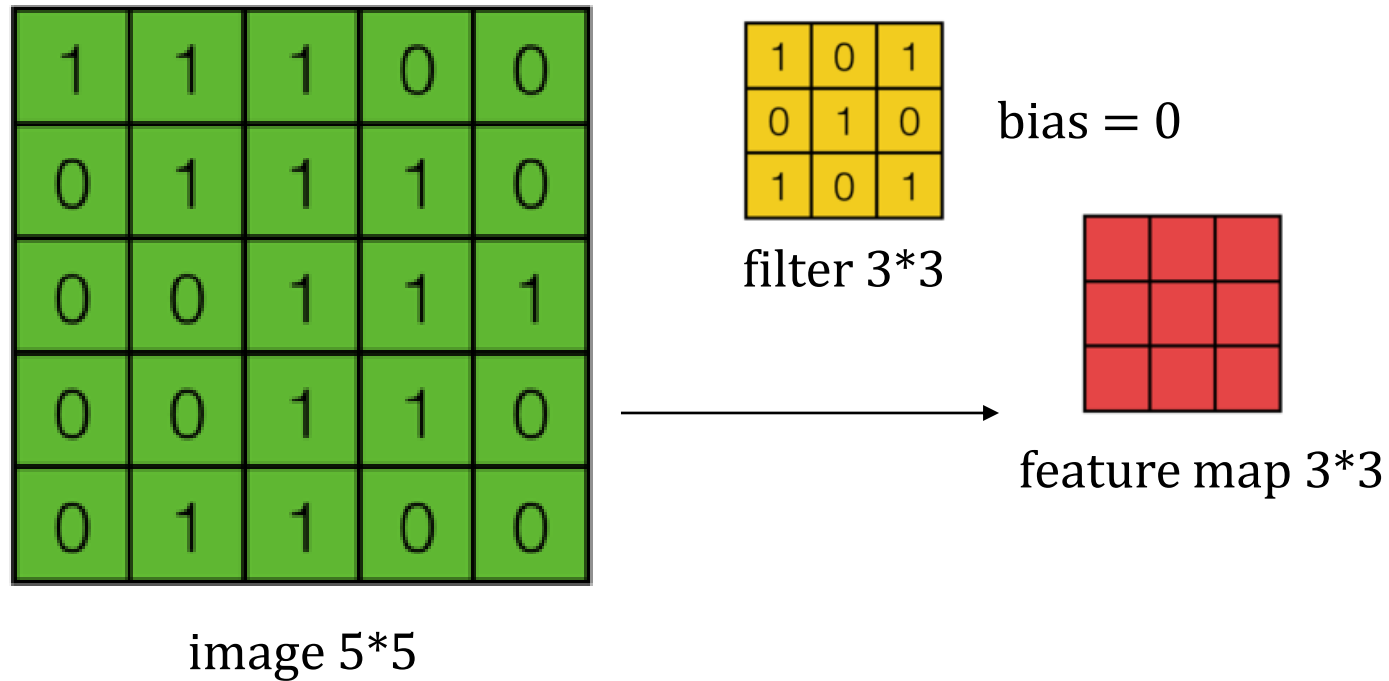 1 1 1 0 0
0 1 1 1 0
0 0 1 1 1
0 0 1 1 0
0 1 1 0 0
image 5*5
1 0 1
0 1 0
1 0 1
filter 3*3
bias = 0
feature map 3*3